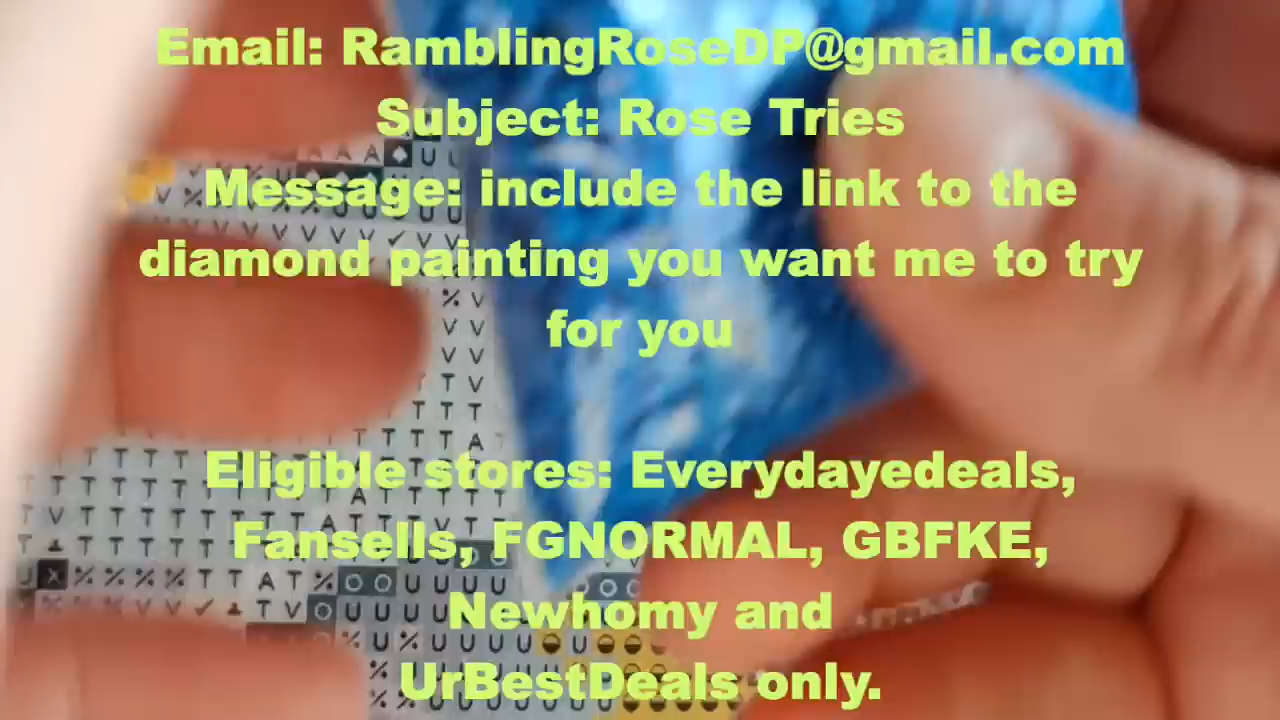 Email: RamblingRoseDP@gmail.com
Subject: Rose Tries
Message: include the link to the
diamond painting you want me to try
for you
Eligible stores: Everydayedeals,
Fansells, FGNORMAL, GBFKE,
Newhomy and
UrBestDeals only.